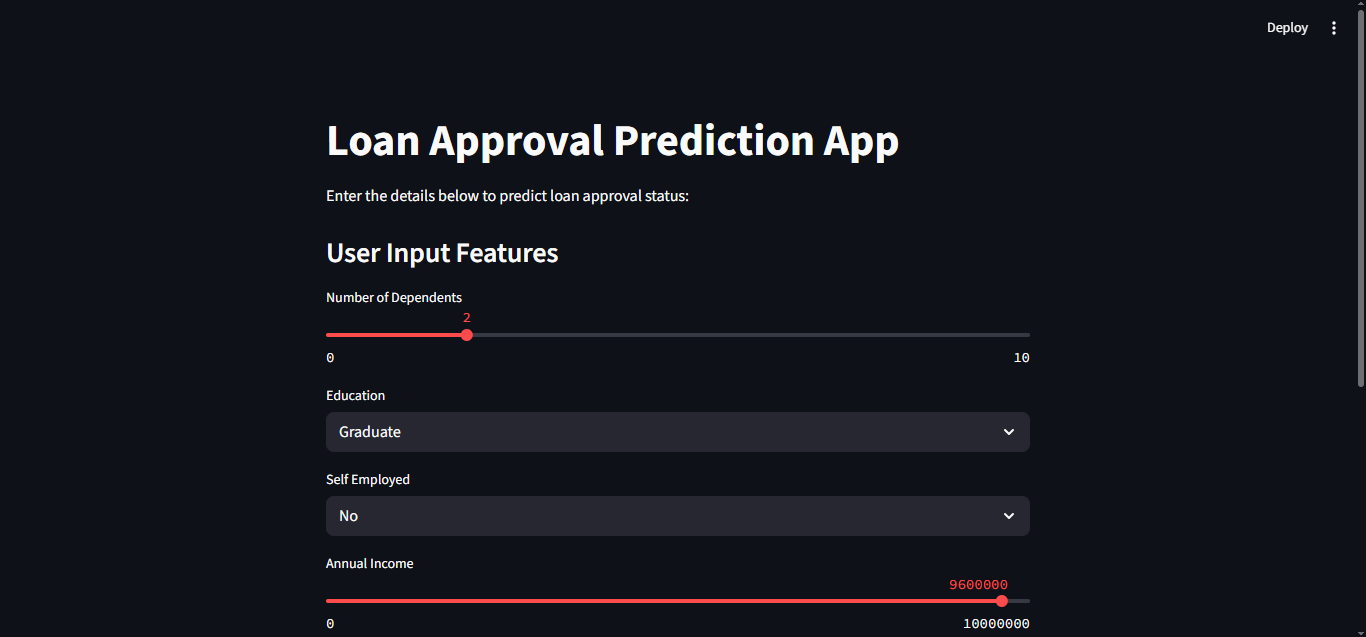 Deploy
Loan Approval Prediction App
Enter the details below to predict loan approval status:
User Input Features
Number of Dependents
2
0 10
Education
Graduate
Self Employed
No
Annual Income
9600000
0 10000000